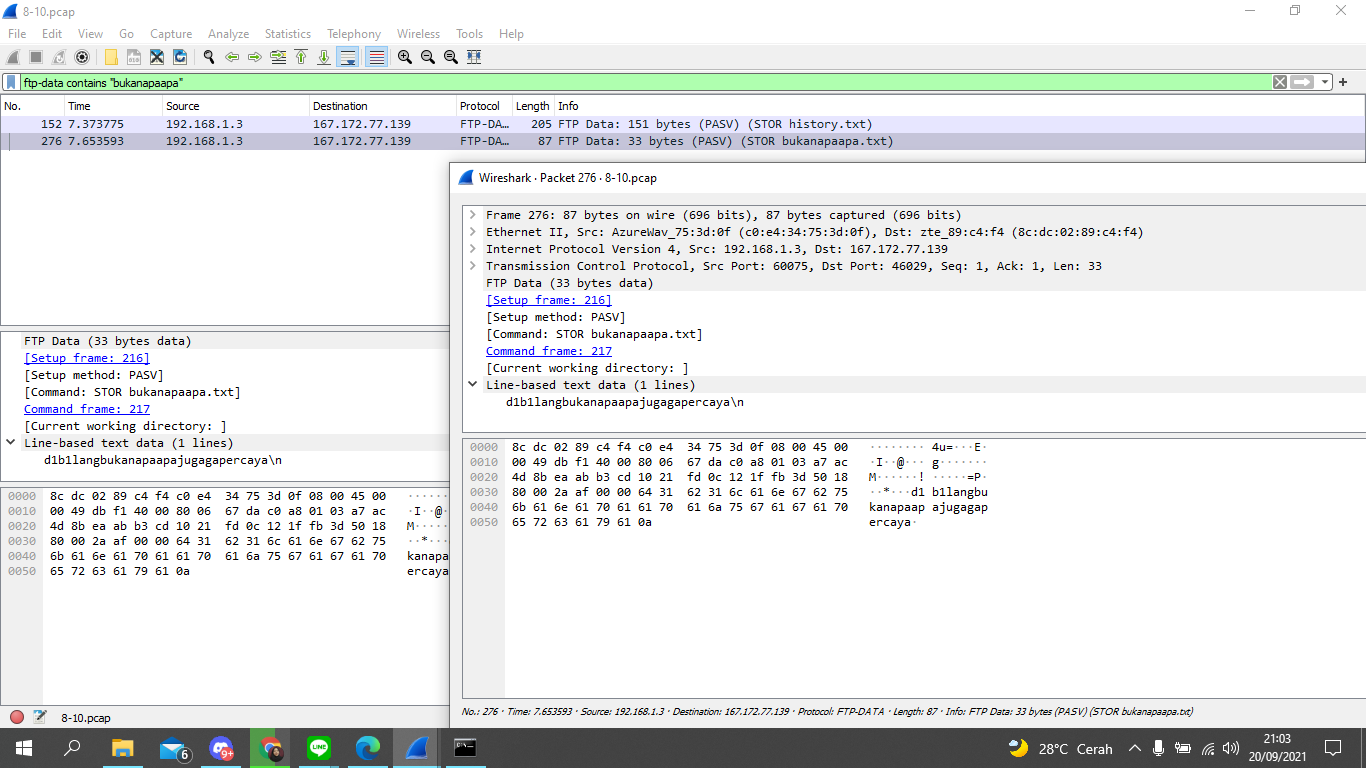 8-10.pcap
File Edit View Go Capture Analyze Statistics Telephony Wireless Tools Help
ftp-data contains "bukanapaapa"
No. Time Source Destination Protocol Length Info
152 7.373775 192.168.1.3 167.172.77.139 FTP-DA… 205 FTP Data: 151 bytes (PASV) (STOR history.txt)
276 7.653593 192.168.1.3 167.172.77.139 FTP-DA… 87 FTP Data: 33 bytes (PASV) (STOR bukanapaapa.txt)
FTP Data (33 bytes data)
[Setup frame: 216]
[Setup method: PASV]
[Command: STOR bukanapaapa.txt]
Command frame: 217
[Current working directory: ]
Line-based text data (1 lines)
d1b1langbukanapaapajugagapercaya\n
0000 8c dc 02 89 c4 f4 c0 e4 34 75 3d 0f 08 00 45 00 ········
0010 00 49 db f1 40 00 80 06 67 da c0 a8 01 03 a7 ac ·I··@·
0020 4d 8b ea ab b3 cd 10 21 fd 0c 12 1f fb 3d 50 18 M·····
0030 80 00 2a af 00 00 64 31 62 31 6c 61 6e 67 62 75 ··*···
0040 6b 61 6e 61 70 61 61 70 61 6a 75 67 61 67 61 70 kanapa
0050 65 72 63 61 79 61 0a ercaya
8-10.pcap
Wireshark · Packet 276 · 8-10.pcap
Frame 276: 87 bytes on wire (696 bits), 87 bytes captured (696 bits)
Ethernet II, Src: AzureWav_75:3d:0f (c0:e4:34:75:3d:0f), Dst: zte_89:c4:f4 (8c:dc:02:89:c4:f4)
Internet Protocol Version 4, Src: 192.168.1.3, Dst: 167.172.77.139
Transmission Control Protocol, Src Port: 60075, Dst Port: 46029, Seq: 1, Ack: 1, Len: 33
FTP Data (33 bytes data)
[Setup frame: 216]
[Setup method: PASV]
[Command: STOR bukanapaapa.txt]
Command frame: 217
[Current working directory: ]
Line-based text data (1 lines)
d1b1langbukanapaapajugagapercaya\n
0000 8c dc 02 89 c4 f4 c0 e4 34 75 3d 0f 08 00 45 00 ········ 4u=···E·
0010 00 49 db f1 40 00 80 06 67 da c0 a8 01 03 a7 ac ·I··@··· g·······
0020 4d 8b ea ab b3 cd 10 21 fd 0c 12 1f fb 3d 50 18 M······! ·····=P·
0030 80 00 2a af 00 00 64 31 62 31 6c 61 6e 67 62 75 ··*···d1 b1langbu
0040 6b 61 6e 61 70 61 61 70 61 6a 75 67 61 67 61 70 kanapaap ajugagap
0050 65 72 63 61 79 61 0a ercaya·
No.: 276 · Time: 7.653593 · Source: 192.168.1.3 · Destination: 167.172.77.139 · Protocol: FTP-DATA · Length: 87 · Info: FTP Data: 33 bytes (PASV) (STOR bukanapaapa.txt)
6
9+
LINE
28°C Cerah
21:03
20/09/2021